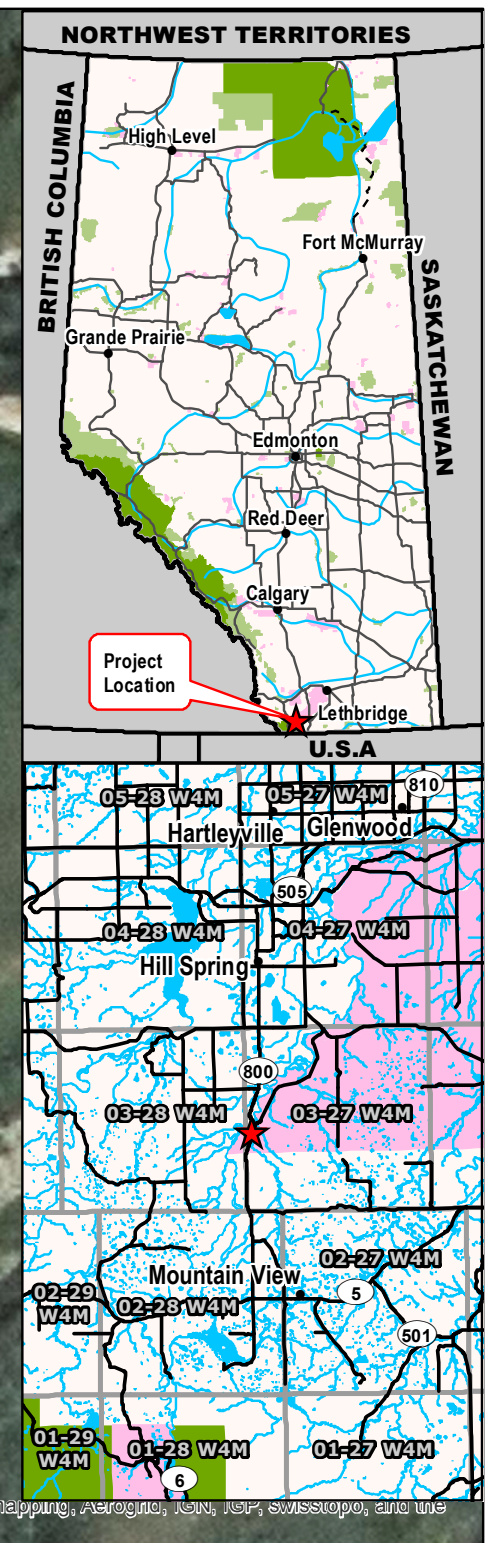 NORTHWEST TERRITORIES
BRITISH COLUMBIA
High Level
Fort McMurray
SASKATCHEWAN
Grande Prairie
Edmonton
Red Deer
Calgary
Project
Location
Lethbridge
U.S.A
810
05-28 W4M
05-27 W4M
Hartleyville
Glenwood
505
04-28 W4M
04-27 W4M
Hill Spring
800
03-28 W4M
03-27 W4M
02-27 W4M
Mountain View
02-29
W4M
02-28 W4M
5
501
01-29
W4M
01-28 W4M
01-27 W4M
6
mapping, Aerogrid, IGN, IGP, swisstopo, and the